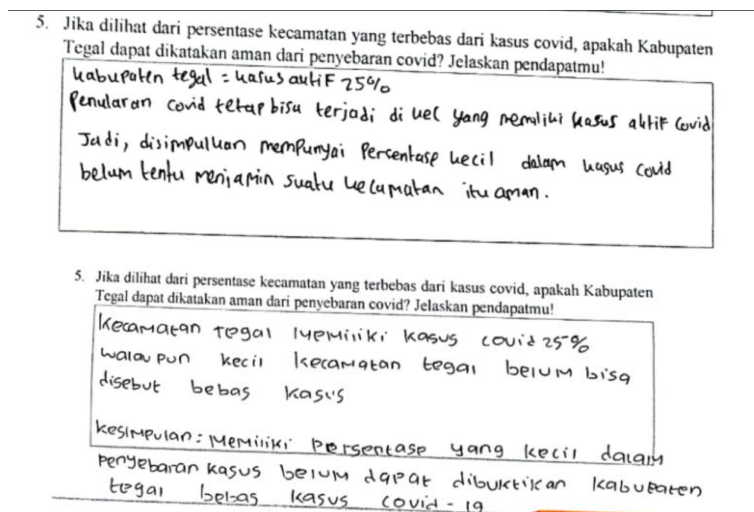 5. Jika dilihat dari persentase kecamatan yang terbebas dari kasus covid, apakah Kabupaten
Tegal dapat dikatakan aman dari penyebaran covid? Jelaskan pendapatmu!
kabupaten tegal = kasus aktif 25%
Penularan covid tetap bisa terjadi di kec yang memiliki kasus aktif Covid
Jadi, disimpulkan mempunyai Persentase kecil dalam kasus covid
belum tentu menjamin suatu kecamatan itu aman.
5. Jika dilihat dari persentase kecamatan yang terbebas dari kasus covid, apakah Kabupaten
Tegal dapat dikatakan aman dari penyebaran covid? Jelaskan pendapatmu!
Kecamatan Tegal Memiliki kasus covid 25%
walau pun kecil kecamatan tegal belum bisa
disebut bebas kasus
Kesimpulan: Memiliki Persentase yang kecil dalam
Penyebaran kasus belum dapat dibuktikan kabupaten
tegal bebas kasus covid-19